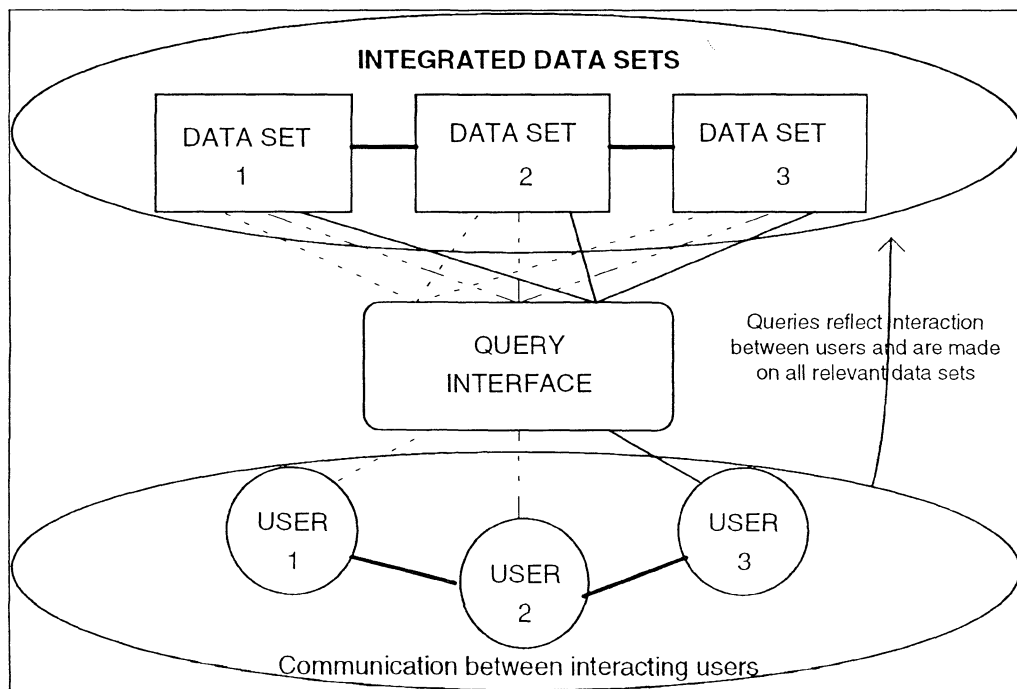 INTEGRATED DATA SETS
DATA SET
1
DATA SET
2
DATA SET
3
QUERY
INTERFACE
Queries reflect interaction
between users and are made
on all relevant data sets
USER
1
USER
2
USER
3
Communication between interacting users